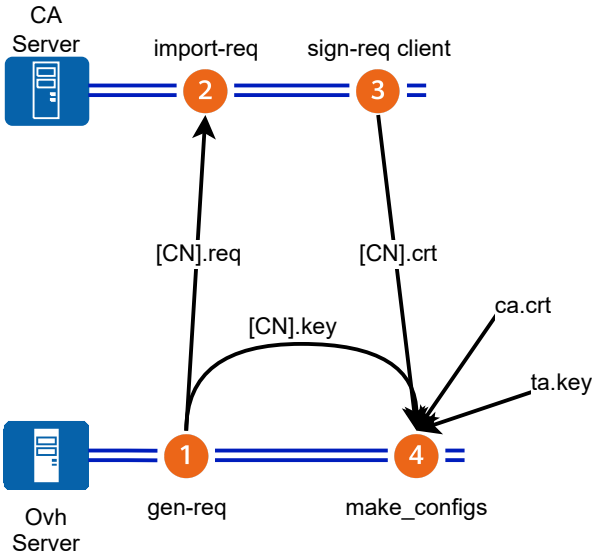 CA
Server
import-req
sign-req client
2
3
[CN].req
[CN].crt
ca.crt
[CN].key
ta.key
1
4
gen-req
make_configs
Ovh
Server